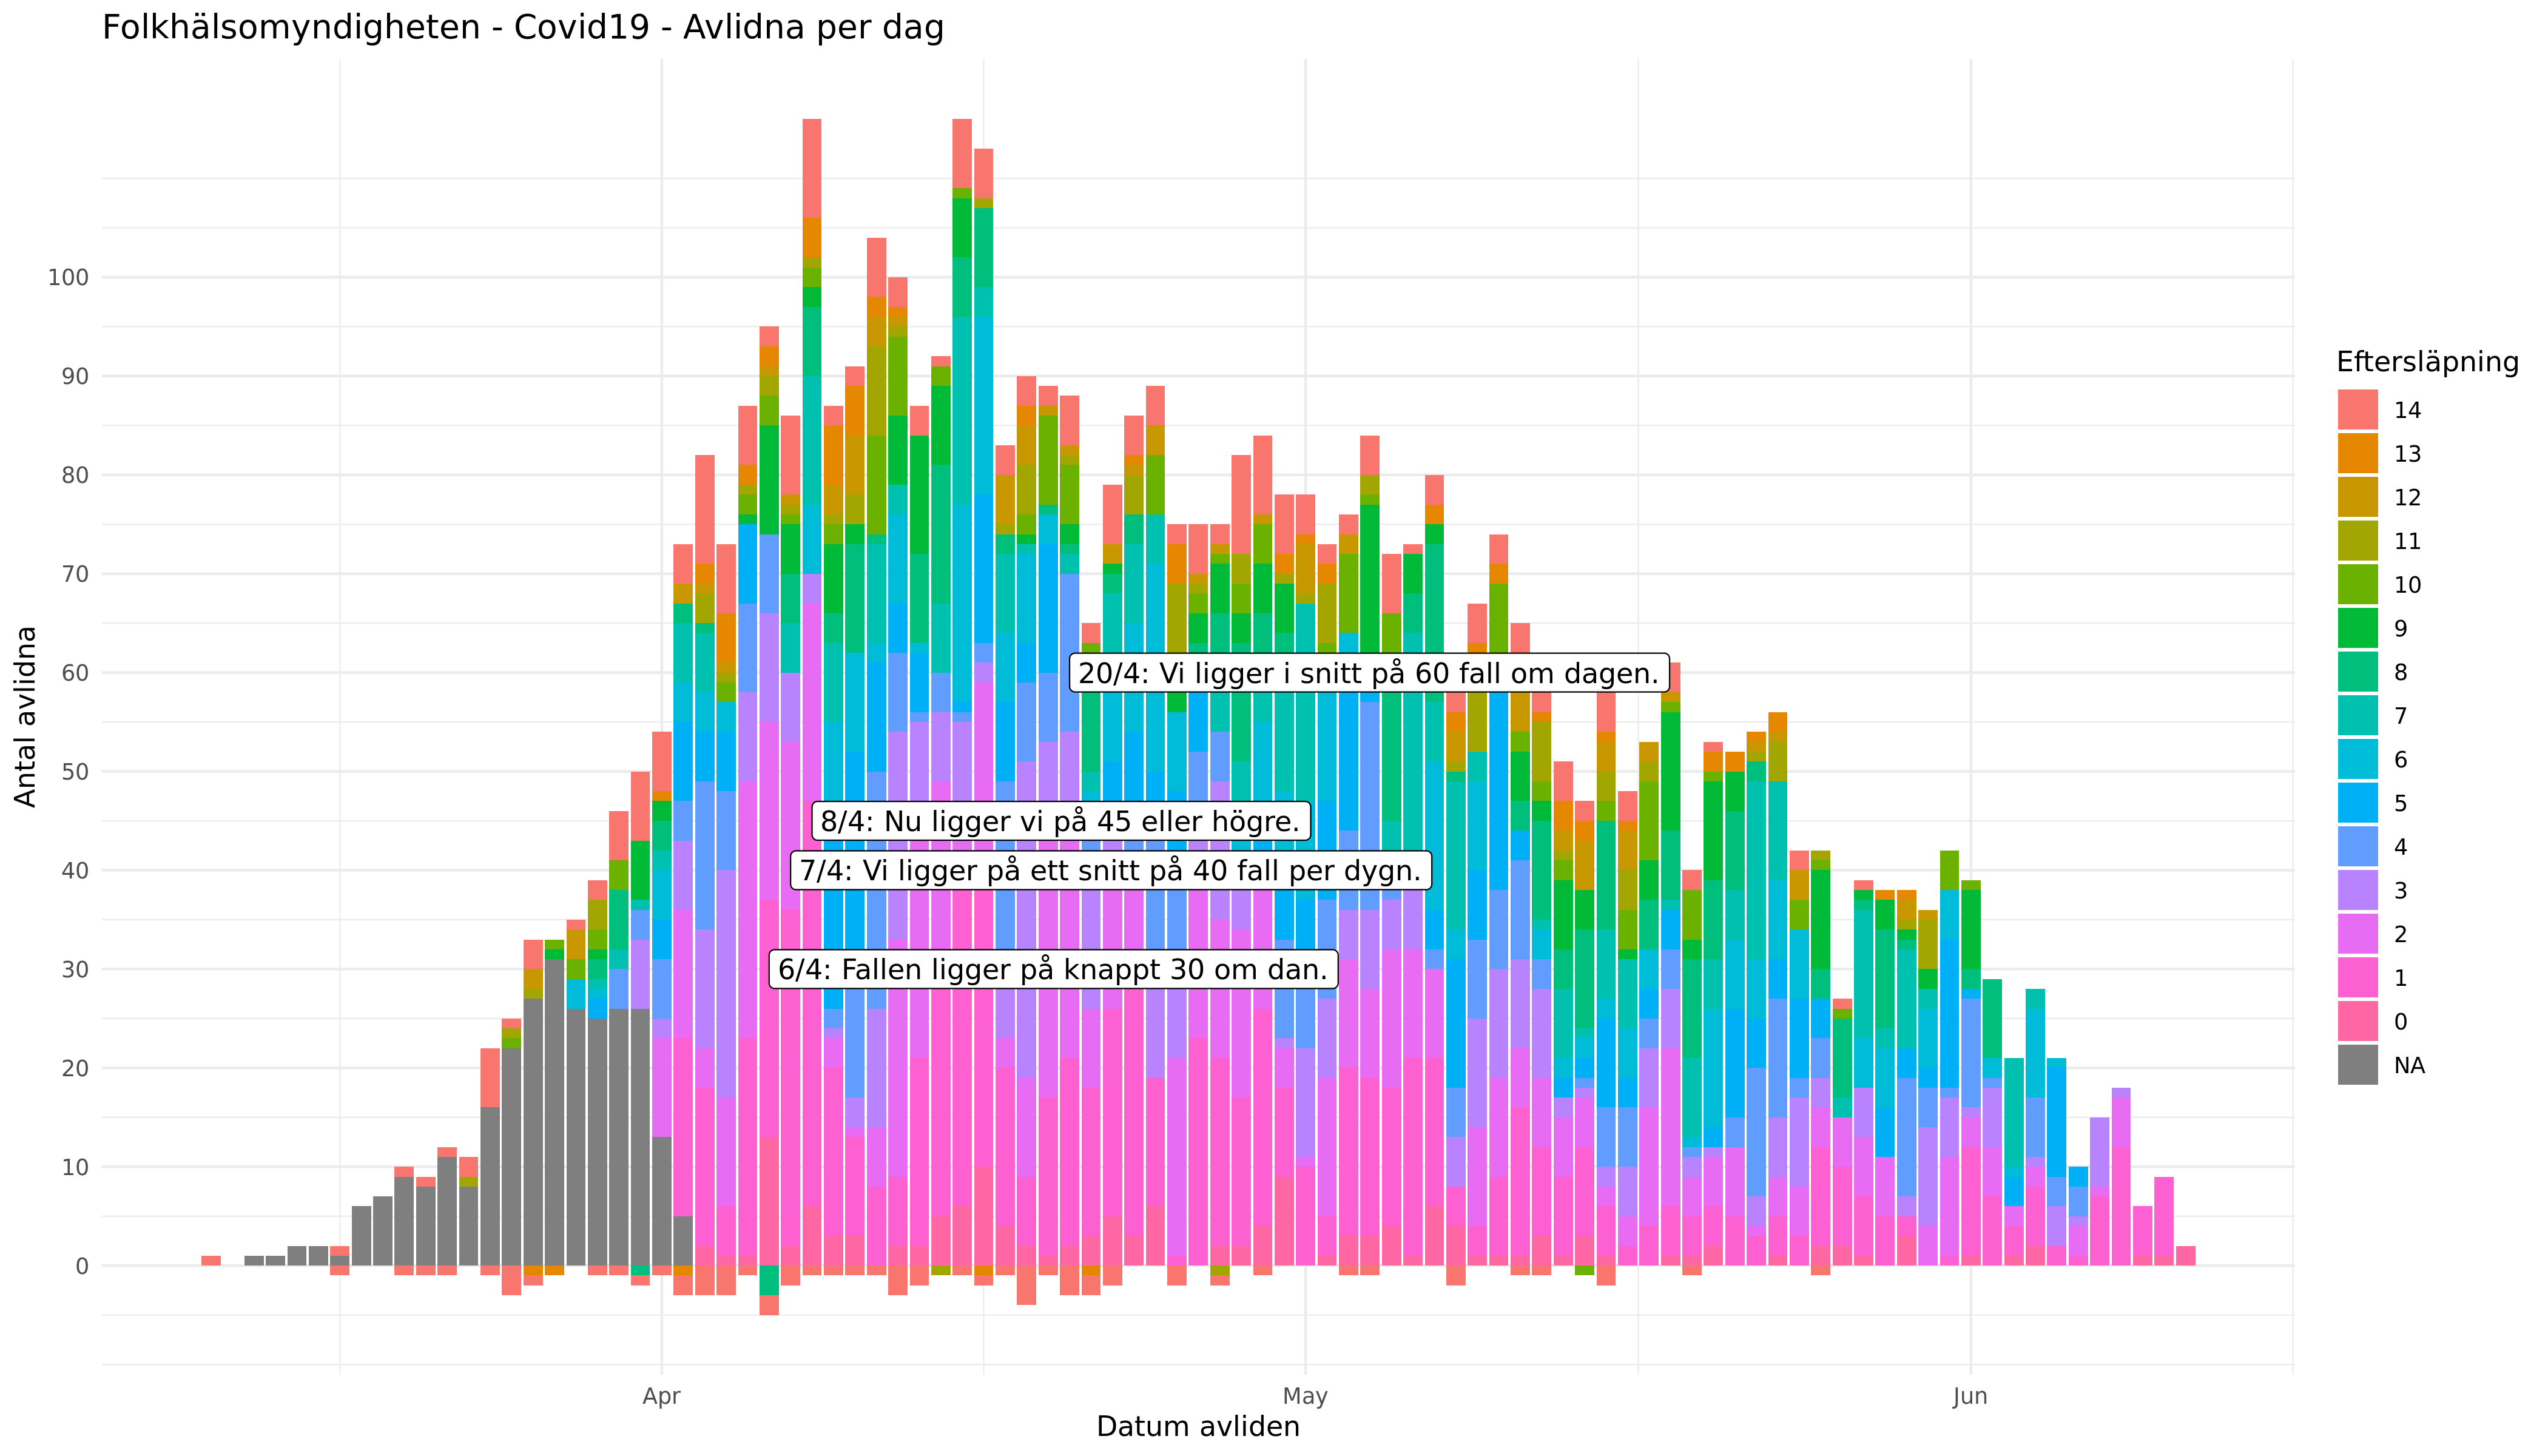 Folkhälsomyndigheten - Covid19 - Avlidna per dag
Antal avlidna
100
90
80
70
60
50
40
30
20
10
0
20/4: Vi ligger i snitt på 60 fall om dagen.
8/4: Nu ligger vi på 45 eller högre.
7/4: Vi ligger på ett snitt på 40 fall per dygn.
6/4: Fallen ligger på knappt 30 om dan.
Apr
May
Jun
Datum avliden
Eftersläpning
14
13
12
11
10
9
8
7
6
5
4
3
2
1
0
NA